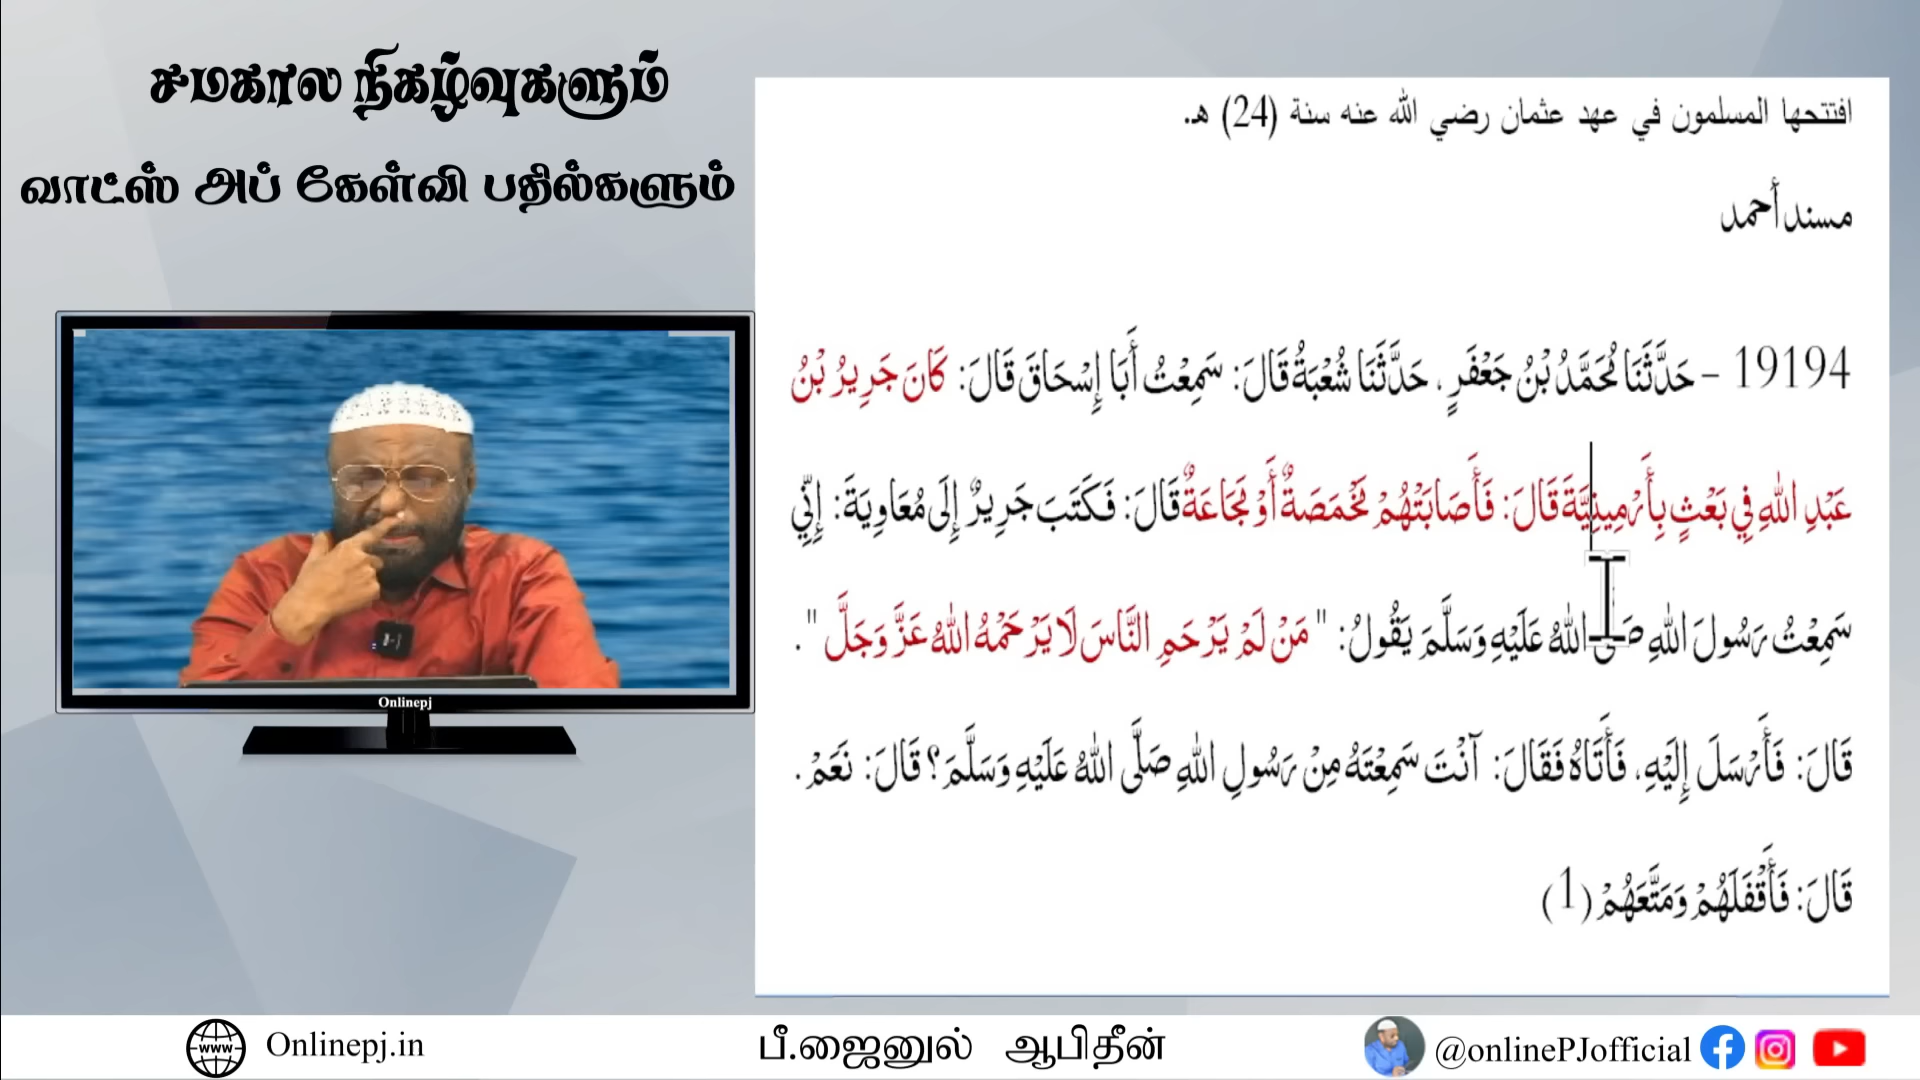 சமகால நிகழ்வுகளும்
வாட்ஸ் அப் கேள்வி பதில்களும்
افتتحها المسلمون في عهد عثمان رضي الله عنه سنة (24) هـ.
مسند أحمد
19194 - حَدَّثَنَا مُحَمَّدُ بْنُ جَعْفَرٍ، حَدَّثَنَا شُعْبَةُ قَالَ: سَمِعْتُ أَبَا إِسْحَاقَ قَالَ: كَانَ جَرِيرُ بْنُ
عَبْدِ اللهِ فِي بَعْثٍ بِأَرْمِينِيَّةَ قَالَ: فَأَصَابَتْهُمْ مَخْمَصَةٌ أَوْ مَجَاعَةٌ قَالَ: فَكَتَبَ جَرِيرٌ إِلَى مُعَاوِيَةَ: إِنِّي
سَمِعْتُ رَسُولَ اللهِ صَلَّى اللهُ عَلَيْهِ وَسَلَّمَ يَقُولُ: " مَنْ لَمْ يَرْحَمِ النَّاسَ لَا يَرْحَمْهُ اللهُ عَزَّ وَجَلَّ ".
قَالَ: فَأَرْسَلَ إِلَيْهِ، فَأَتَاهُ فَقَالَ: آنْتَ سَمِعْتَهُ مِنْ رَسُولِ اللهِ صَلَّى اللهُ عَلَيْهِ وَسَلَّمَ؟ قَالَ: نَعَمْ.
قَالَ: فَأَقْفَلَهُمْ وَمَتَّعَهُمْ (1)
Onlinepj
www
Onlinepj.in
பீ.ஜைனுல் ஆபிதீன்
@onlinePJofficial